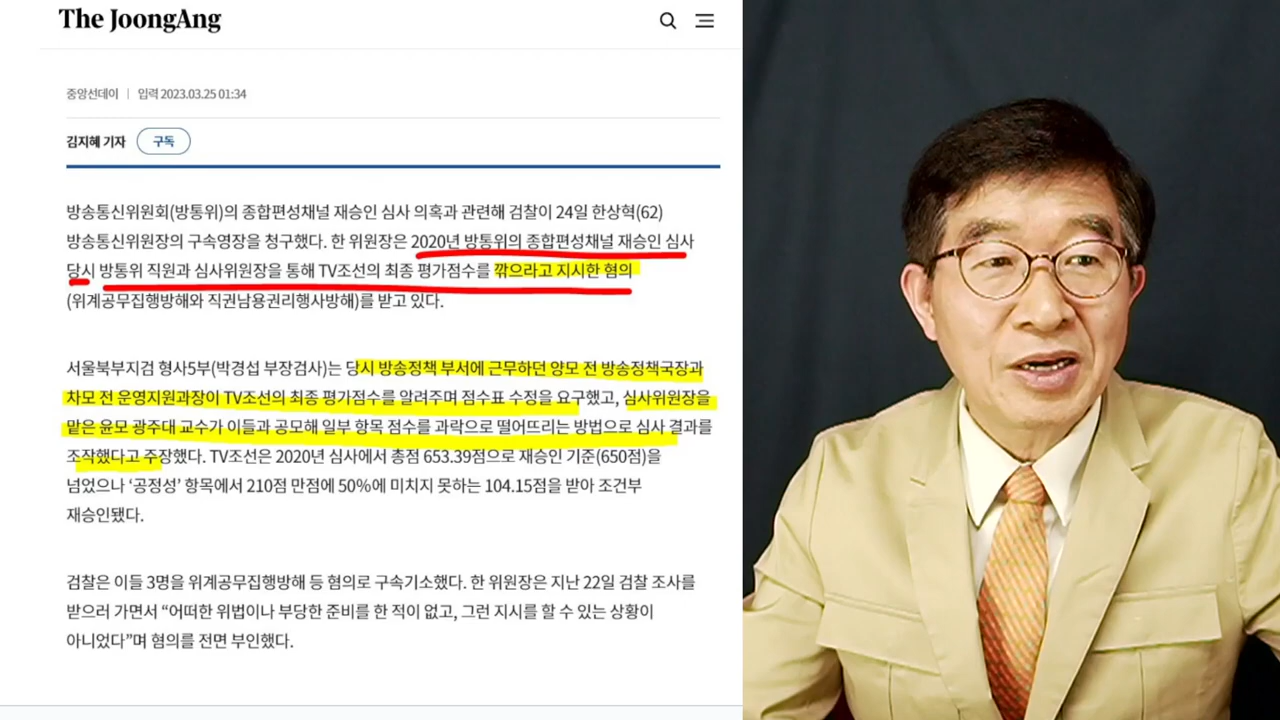 The JoongAng
중앙선데이 | 입력 2023.03.25 01:34
김지혜 기자 구독
방송통신위원회(방통위)의 종합편성채널 재승인 심사 의혹과 관련해 검찰이 24일 한상혁(62)
방송통신위원장의 구속영장을 청구했다. 한 위원장은 2020년 방통위의 종합편성채널 재승인 심사
당시 방통위 직원과 심사위원장을 통해 TV조선의 최종 평가점수를 깎으라고 지시한 혐의
(위계공무집행방해와 직권남용권리행사방해)를 받고 있다.
서울북부지검 형사5부(박경섭 부장검사)는 당시 방송정책 부서에 근무하던 양모 전 방송정책국장과
차모 전 운영지원과장이 TV조선의 최종 평가점수를 알려주며 점수표 수정을 요구했고, 심사위원장을
맡은 윤모 광주대 교수가 이들과 공모해 일부 항목 점수를 과락으로 떨어뜨리는 방법으로 심사 결과를
조작했다고 주장했다. TV조선은 2020년 심사에서 총점 653.39점으로 재승인 기준(650점)을
넘었으나 ‘공정성’ 항목에서 210점 만점에 50%에 미치지 못하는 104.15점을 받아 조건부
재승인됐다.
검찰은 이들 3명을 위계공무집행방해 등 혐의로 구속기소했다. 한 위원장은 지난 22일 검찰 조사를
받으러 가면서 “어떠한 위법이나 부당한 준비를 한 적이 없고, 그런 지시를 할 수 있는 상황이
아니었다”며 혐의를 전면 부인했다.